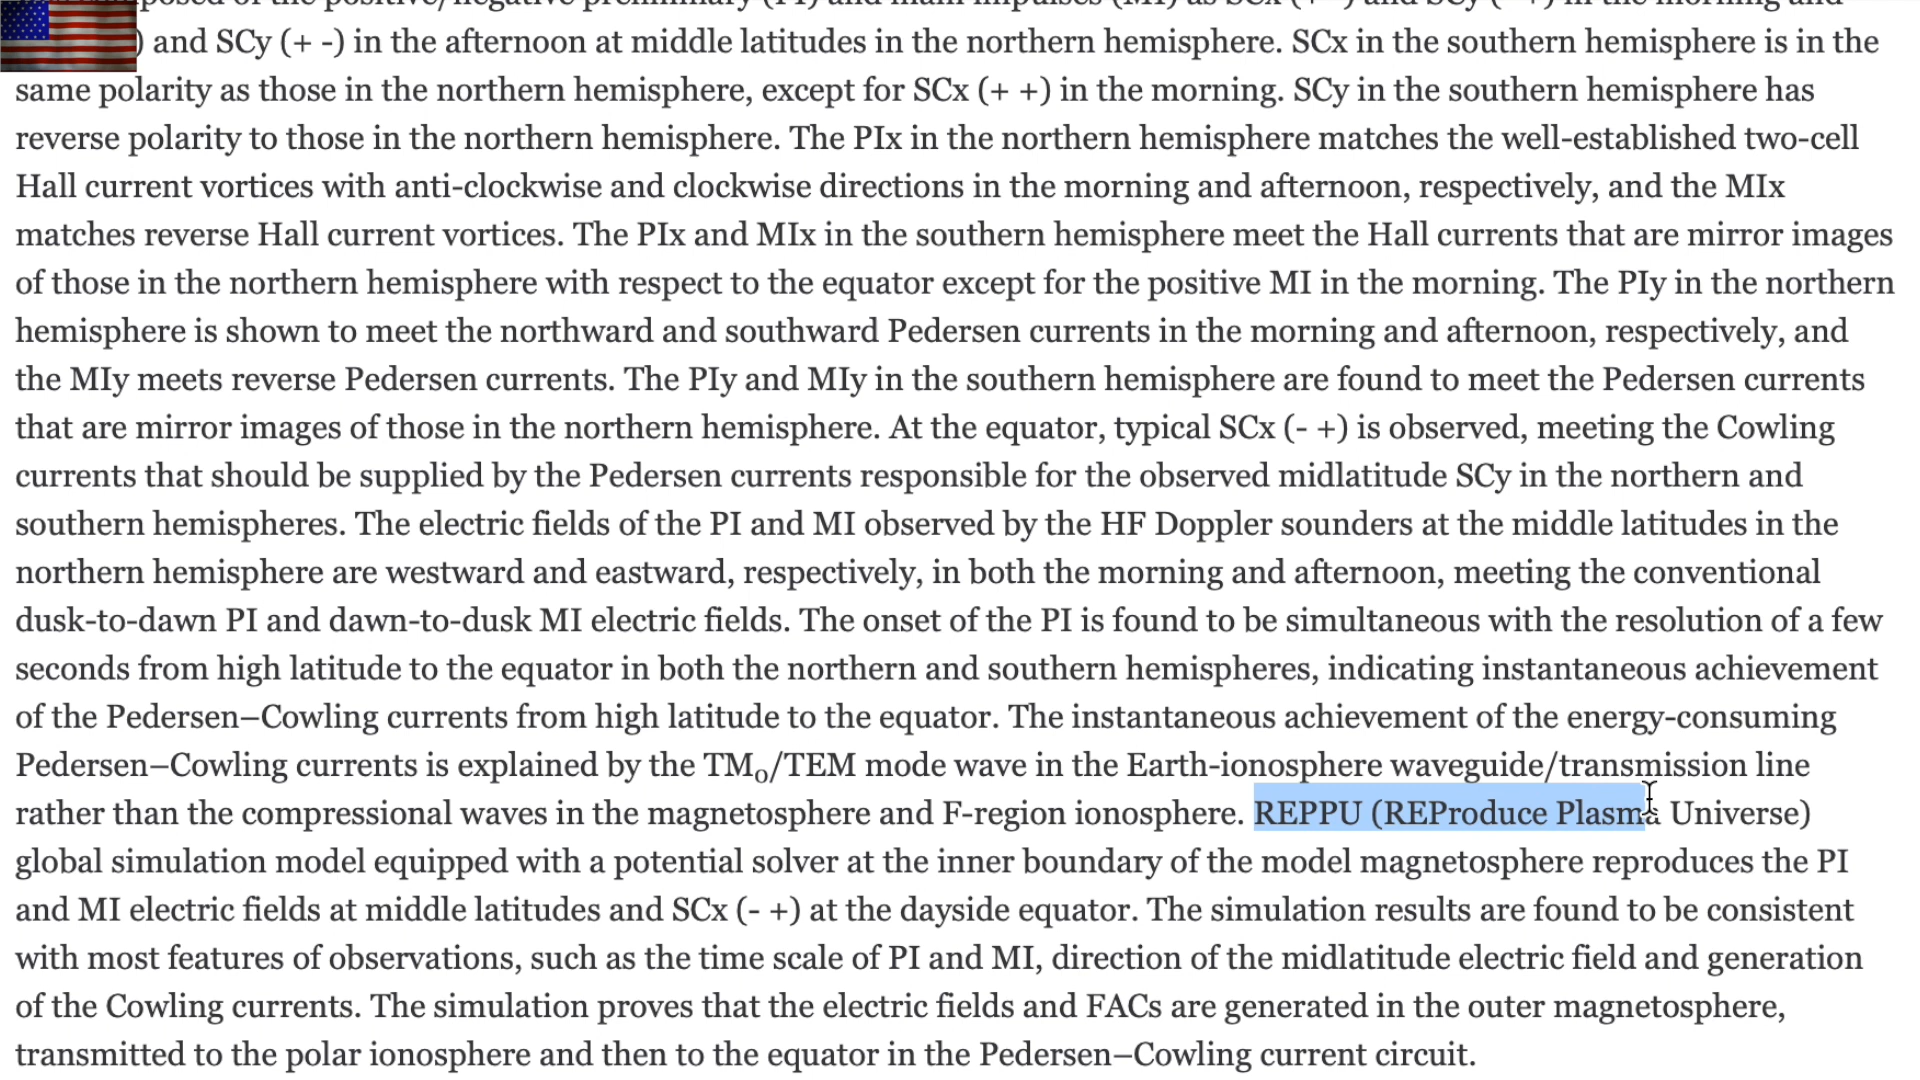 posed of the positive/negative preliminary (PI) and main impulses (MI) as SCx (+ -) and SCy (- +) in the morning and
) and SCy (+ -) in the afternoon at middle latitudes in the northern hemisphere. SCx in the southern hemisphere is in the
same polarity as those in the northern hemisphere, except for SCx (+ +) in the morning. SCy in the southern hemisphere has
reverse polarity to those in the northern hemisphere. The PIx in the northern hemisphere matches the well-established two-cell
Hall current vortices with anti-clockwise and clockwise directions in the morning and afternoon, respectively, and the MIx
matches reverse Hall current vortices. The PIx and MIx in the southern hemisphere meet the Hall currents that are mirror images
of those in the northern hemisphere with respect to the equator except for the positive MI in the morning. The PIy in the northern
hemisphere is shown to meet the northward and southward Pedersen currents in the morning and afternoon, respectively, and
the MIy meets reverse Pedersen currents. The PIy and MIy in the southern hemisphere are found to meet the Pedersen currents
that are mirror images of those in the northern hemisphere. At the equator, typical SCx (- +) is observed, meeting the Cowling
currents that should be supplied by the Pedersen currents responsible for the observed midlatitude SCy in the northern and
southern hemispheres. The electric fields of the PI and MI observed by the HF Doppler sounders at the middle latitudes in the
northern hemisphere are westward and eastward, respectively, in both the morning and afternoon, meeting the conventional
dusk-to-dawn PI and dawn-to-dusk MI electric fields. The onset of the PI is found to be simultaneous with the resolution of a few
seconds from high latitude to the equator in both the northern and southern hemispheres, indicating instantaneous achievement
of the Pedersen–Cowling currents from high latitude to the equator. The instantaneous achievement of the energy-consuming
Pedersen–Cowling currents is explained by the TM₀/TEM mode wave in the Earth-ionosphere waveguide/transmission line
rather than the compressional waves in the magnetosphere and F-region ionosphere. REPPU (REProduce Plasma Universe)
global simulation model equipped with a potential solver at the inner boundary of the model magnetosphere reproduces the PI
and MI electric fields at middle latitudes and SCx (- +) at the dayside equator. The simulation results are found to be consistent
with most features of observations, such as the time scale of PI and MI, direction of the midlatitude electric field and generation
of the Cowling currents. The simulation proves that the electric fields and FACs are generated in the outer magnetosphere,
transmitted to the polar ionosphere and then to the equator in the Pedersen–Cowling current circuit.